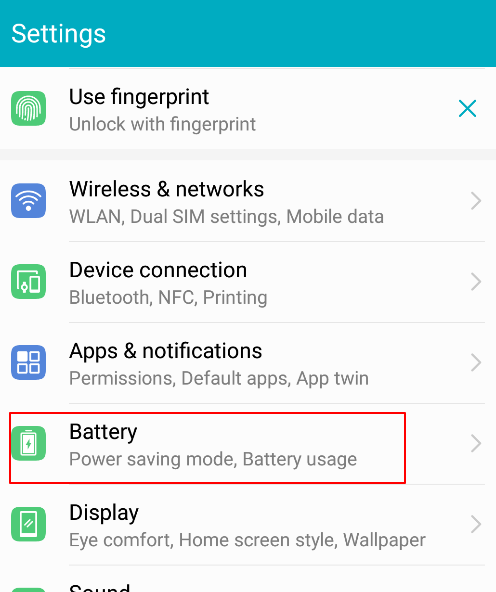 Settings
Use fingerprint
Unlock with fingerprint
Wireless & networks
WLAN, Dual SIM settings, Mobile data
Device connection
Bluetooth, NFC, Printing
Apps & notifications
Permissions, Default apps, App twin
Battery
Power saving mode, Battery usage
Display
Eye comfort, Home screen style, Wallpaper
Sound